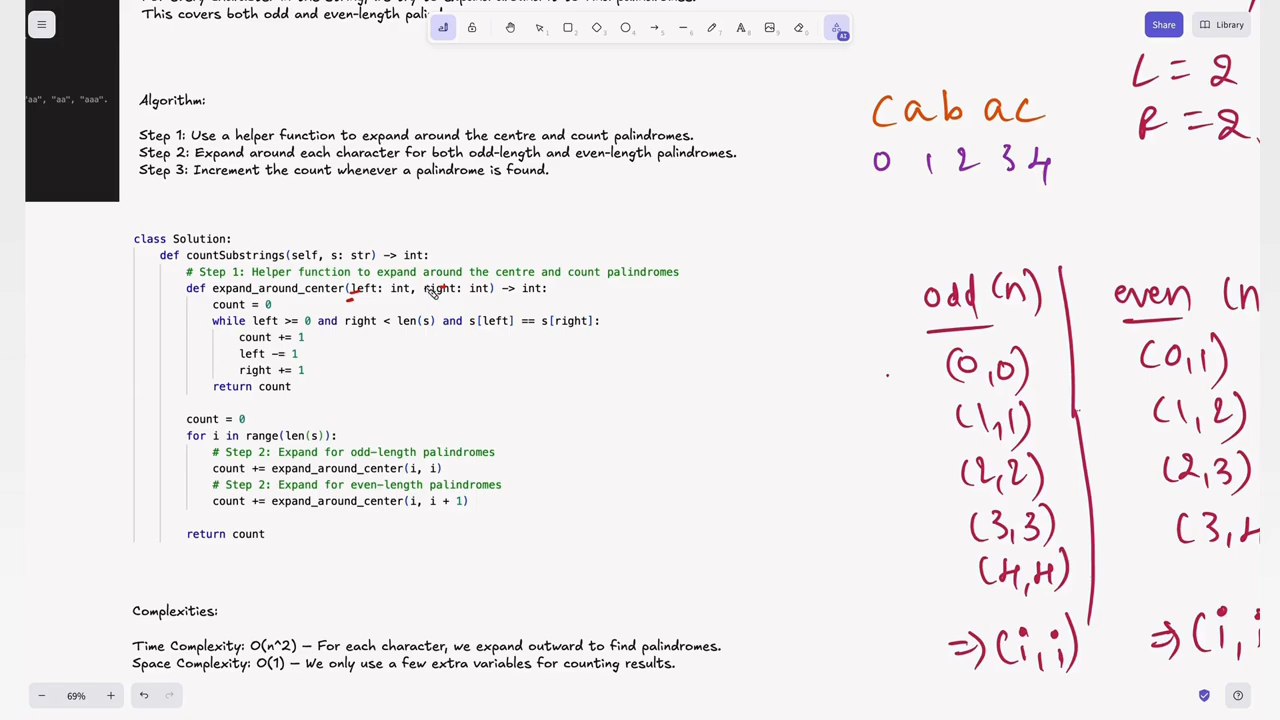 This covers both odd and even-length pali
Share
Library
"aa", "aa", "aaa".
Algorithm:
Step 1: Use a helper function to expand around the centre and count palindromes.
Step 2: Expand around each character for both odd-length and even-length palindromes.
Step 3: Increment the count whenever a palindrome is found.
L = 2
R = 2
c a b a c
0 1 2 3 4
class Solution:
def countSubstrings(self, s: str) -> int:
# Step 1: Helper function to expand around the centre and count palindromes
def expand_around_center(left: int, right: int) -> int:
count = 0
while left >= 0 and right < len(s) and s[left] == s[right]:
count += 1
left -= 1
right += 1
return count
count = 0
for i in range(len(s)):
# Step 2: Expand for odd-length palindromes
count += expand_around_center(i, i)
# Step 2: Expand for even-length palindromes
count += expand_around_center(i, i + 1)
return count
odd (n)
(0,0)
(1,1)
(2,2)
(3,3)
(4,4)
=> (i,i)
even (n
(0,1)
(1,2)
(2,3)
(3,4
=> (i, i
Complexities:
Time Complexity: O(n^2) – For each character, we expand outward to find palindromes.
Space Complexity: O(1) – We only use a few extra variables for counting results.
69%